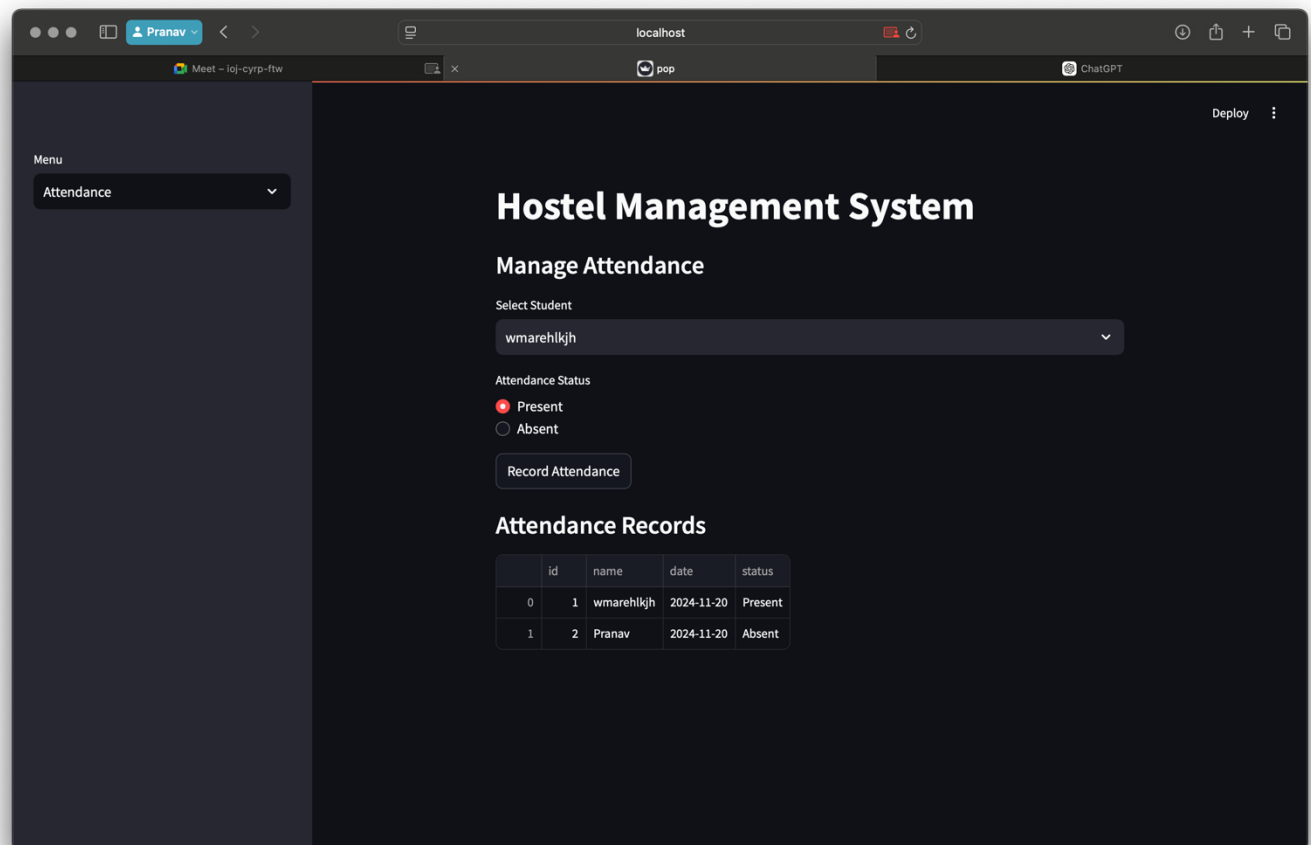 Pranav
localhost
Meet – ioj-cyrp-ftw
pop
ChatGPT
Deploy
Menu
Attendance
Hostel Management System
Manage Attendance
Select Student
wmarehlkjh
Attendance Status
Present
Absent
Record Attendance
Attendance Records
id name date status
0 1 wmarehlkjh 2024-11-20 Present
1 2 Pranav 2024-11-20 Absent